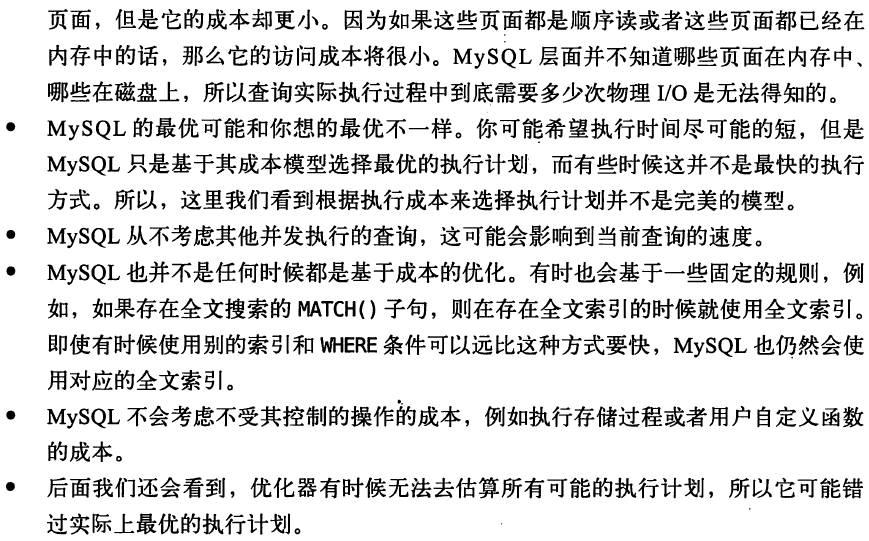 页面，但是它的成本却更小。因为如果这些页面都是顺序读或者这些页面都已经在
内存中的话，那么它的访问成本将很小。MySQL 层面并不知道哪些页面在内存中、
哪些在磁盘上，所以查询实际执行过程中到底需要多少次物理 I/O 是无法得知的。
• MySQL 的最优可能和你想的最优不一样。你可能希望执行时间尽可能的短，但是
MySQL 只是基于其成本模型选择最优的执行计划，而有些时候这并不是最快的执行
方式。所以，这里我们看到根据执行成本来选择执行计划并不是完美的模型。
• MySQL 从不考虑其他并发执行的查询，这可能会影响到当前查询的速度。
• MySQL 也并不是任何时候都是基于成本的优化。有时也会基于一些固定的规则，例
如，如果存在全文搜索的 MATCH() 子句，则在存在全文索引的时候就使用全文索引。
即使有时候使用别的索引和 WHERE 条件可以远比这种方式要快，MySQL 也仍然会使
用对应的全文索引。
• MySQL 不会考虑不受其控制的操作的成本，例如执行存储过程或者用户自定义函数
的成本。
• 后面我们还会看到，优化器有时候无法去估算所有可能的执行计划，所以它可能错
过实际上最优的执行计划。